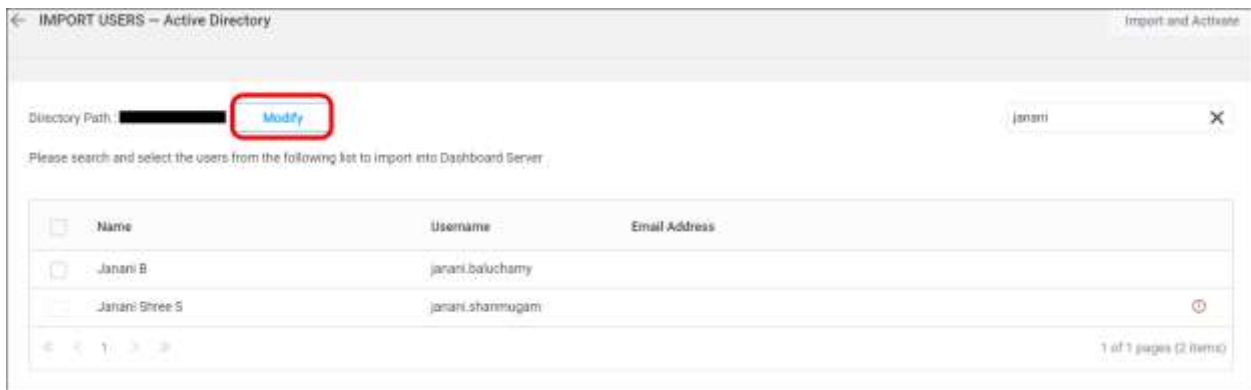 IMPORT USERS — Active Directory
Import and Activate
Directory Path :
Modify
janani
Please search and select the users from the following list to import into Dashboard Server
Name Username Email Address
Janani B janani.baluchamy
Janani Shree S janani.shanmugam
1
1 of 1 pages (2 items)